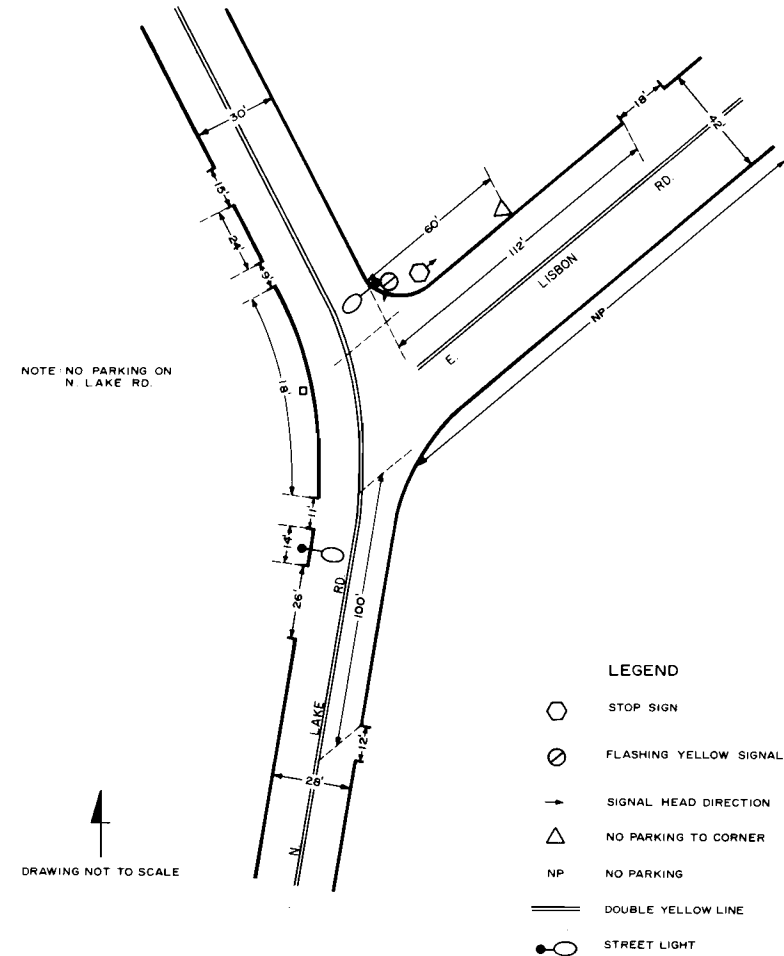 30'
18'
42'
15'
24'
9'
60'
112'
E. LISBON RD.
NP
NOTE: NO PARKING ON
N. LAKE RD.
18'
11'
14'
26'
100'
N LAKE RD
12'
28'
DRAWING NOT TO SCALE
LEGEND
STOP SIGN
FLASHING YELLOW SIGNAL
SIGNAL HEAD DIRECTION
NO PARKING TO CORNER
NP NO PARKING
DOUBLE YELLOW LINE
STREET LIGHT